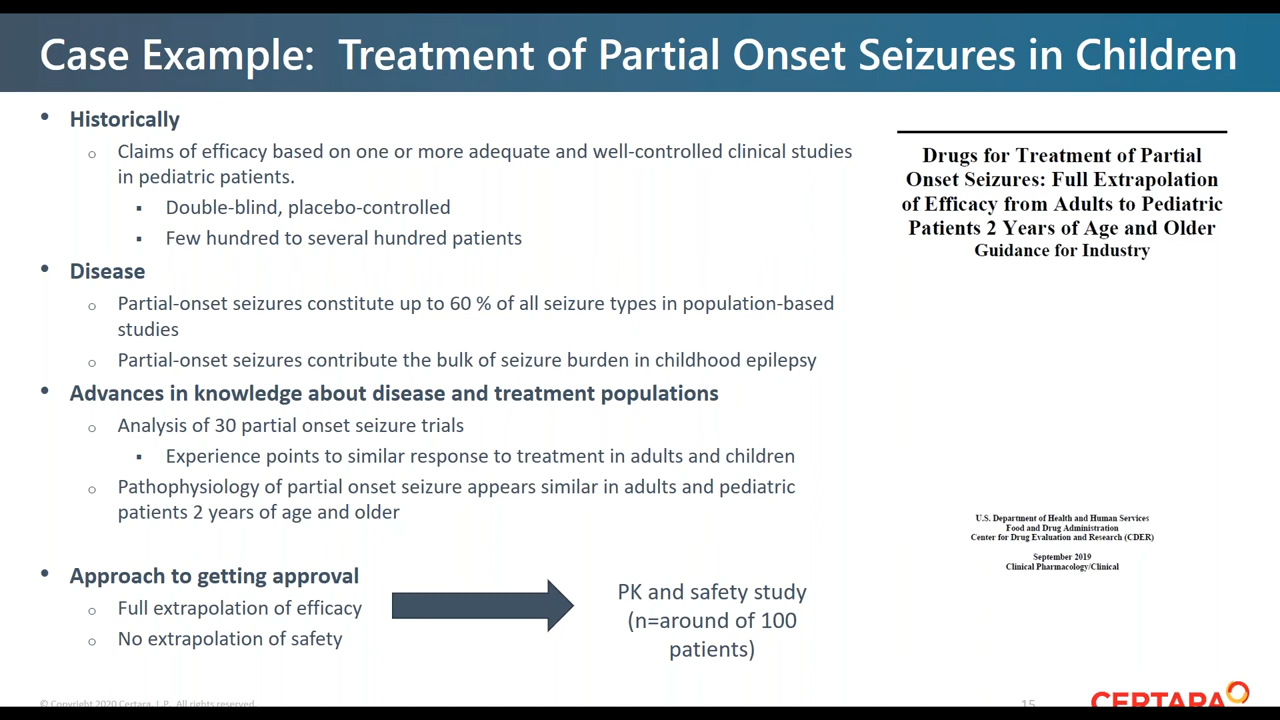 Case Example: Treatment of Partial Onset Seizures in Children
• Historically
o Claims of efficacy based on one or more adequate and well-controlled clinical studies
in pediatric patients.
▪ Double-blind, placebo-controlled
▪ Few hundred to several hundred patients
• Disease
o Partial-onset seizures constitute up to 60 % of all seizure types in population-based
studies
o Partial-onset seizures contribute the bulk of seizure burden in childhood epilepsy
• Advances in knowledge about disease and treatment populations
o Analysis of 30 partial onset seizure trials
▪ Experience points to similar response to treatment in adults and children
o Pathophysiology of partial onset seizure appears similar in adults and pediatric
patients 2 years of age and older
• Approach to getting approval
o Full extrapolation of efficacy
o No extrapolation of safety
PK and safety study
(n=around of 100
patients)
Drugs for Treatment of Partial
Onset Seizures: Full Extrapolation
of Efficacy from Adults to Pediatric
Patients 2 Years of Age and Older
Guidance for Industry
U.S. Department of Health and Human Services
Food and Drug Administration
Center for Drug Evaluation and Research (CDER)
September 2019
Clinical Pharmacology/Clinical
© Copyright 2020 Certara, L.P. All rights reserved.
15
CERTARA